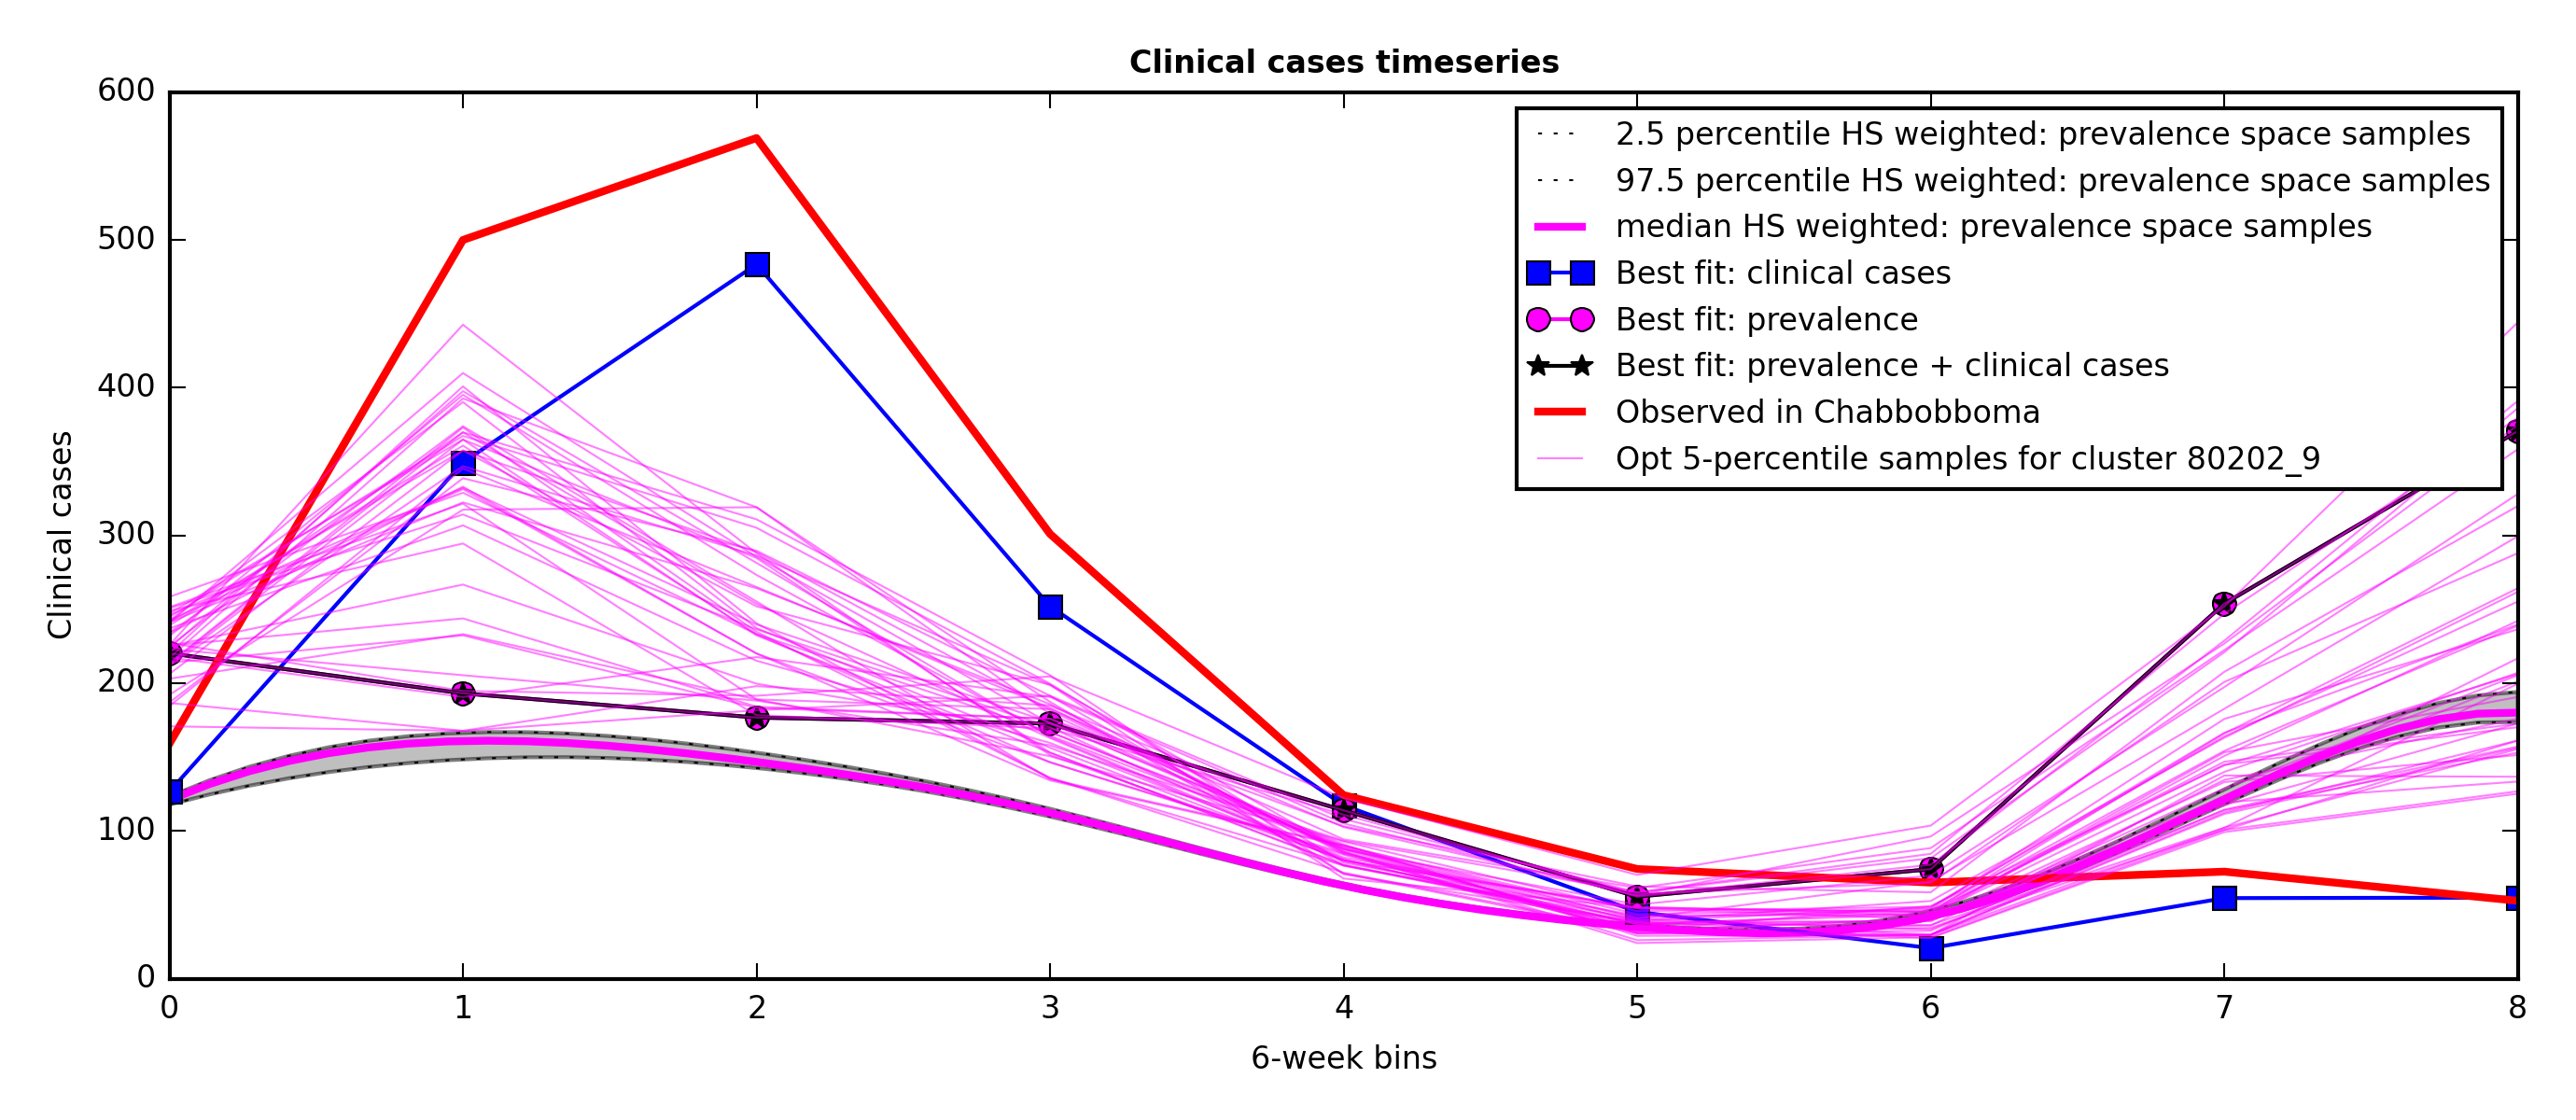 Clinical cases timeseries
600
500
400
300
200
100
0
Clinical cases
2.5 percentile HS weighted: prevalence space samples
97.5 percentile HS weighted: prevalence space samples
median HS weighted: prevalence space samples
Best fit: clinical cases
Best fit: prevalence
Best fit: prevalence + clinical cases
Observed in Chabbobboma
Opt 5-percentile samples for cluster 80202_9
0 1 2 3 4 5 6 7 8
6-week bins